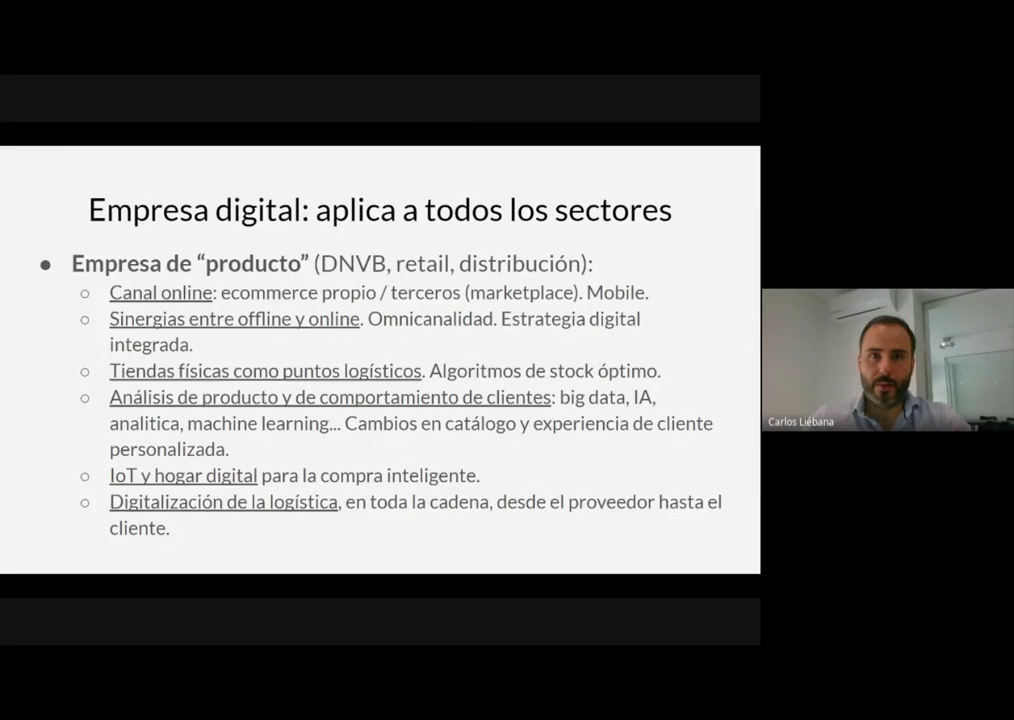 Empresa digital: aplica a todos los sectores
● Empresa de “producto” (DNVB, retail, distribución):
○ Canal online: ecommerce propio / terceros (marketplace). Mobile.
○ Sinergias entre offline y online. Omnicanalidad. Estrategia digital
integrada.
○ Tiendas físicas como puntos logísticos. Algoritmos de stock óptimo.
○ Análisis de producto y de comportamiento de clientes: big data, IA,
analitica, machine learning... Cambios en catálogo y experiencia de cliente
personalizada.
○ IoT y hogar digital para la compra inteligente.
○ Digitalización de la logística, en toda la cadena, desde el proveedor hasta el
cliente.
Carlos Liébana